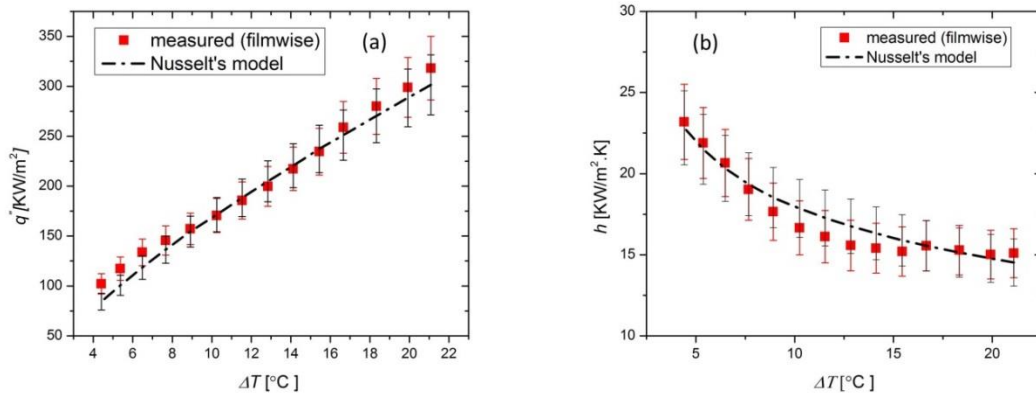 measured (filmwise)
Nusselt's model
(a)
350
300
250
200
150
100
50
4 6 8 10 12 14 16 18 20 22
q″[KW/m²]
ΔT [°C ]
(b)
measured (filmwise)
Nusselt's model
30
25
20
15
10
5 10 15 20
h [KW/m².K]
ΔT [°C ]